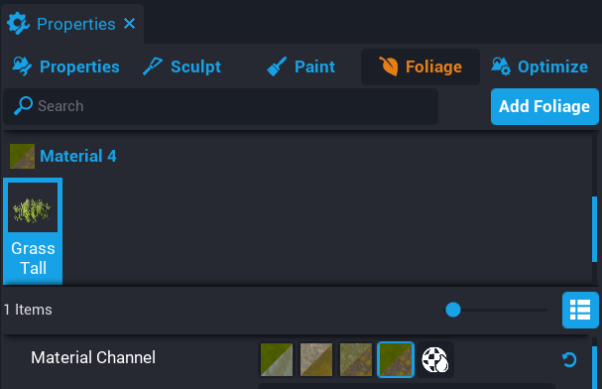 Properties
Properties Sculpt Paint Foliage Optimize
Search Add Foliage
Material 4
Grass
Tall
1 Items
Material Channel